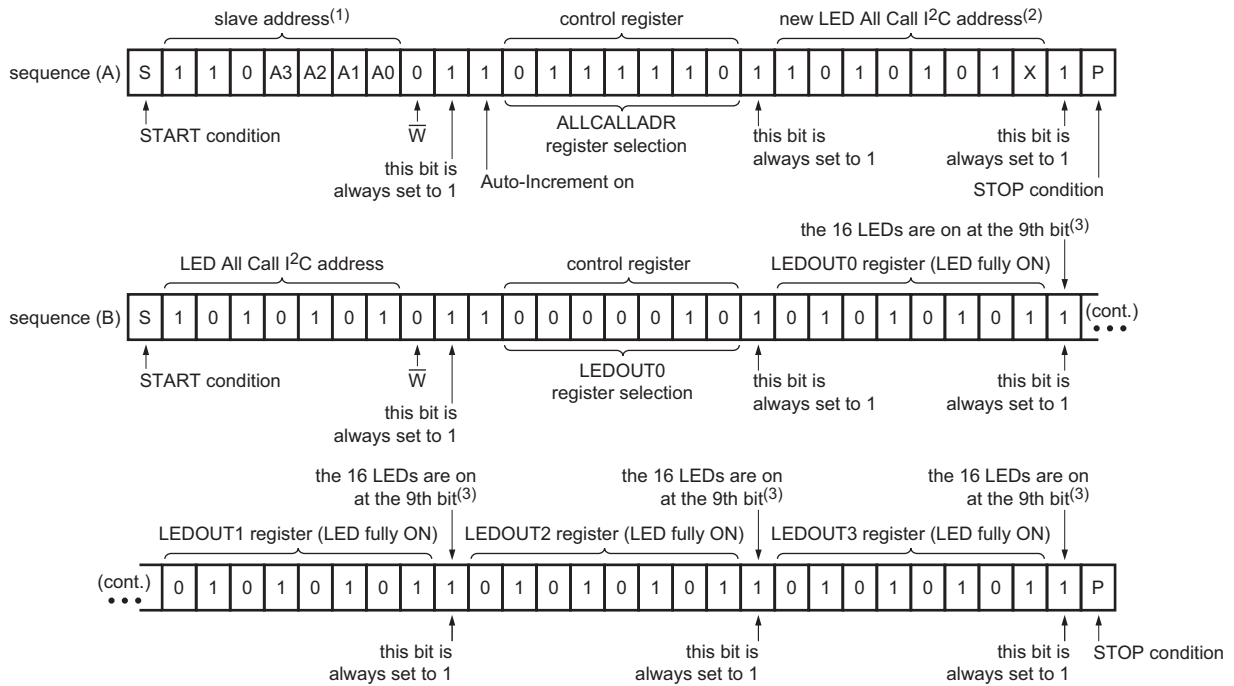 slave address(1) control register new LED All Call I2C address(2)
sequence (A) S 1 1 0 A3 A2 A1 A0 0 1 1 0 1 1 1 1 1 0 1 1 0 1 0 1 0 1 X 1 P
START condition W ALLCALLADR this bit is this bit is
register selection always set to 1 always set to 1
this bit is Auto-Increment on STOP condition
always set to 1
the 16 LEDs are on at the 9th bit(3)
LED All Call I2C address control register LEDOUT0 register (LED fully ON)
sequence (B) S 1 0 1 0 1 0 1 0 1 1 0 0 0 0 0 1 0 1 0 1 0 1 0 1 0 1 1 (cont.)
START condition W LEDOUT0 this bit is this bit is
register selection always set to 1 always set to 1
this bit is
always set to 1
the 16 LEDs are on the 16 LEDs are on the 16 LEDs are on
at the 9th bit(3) at the 9th bit(3) at the 9th bit(3)
LEDOUT1 register (LED fully ON) LEDOUT2 register (LED fully ON) LEDOUT3 register (LED fully ON)
(cont.) 0 1 0 1 0 1 0 1 1 0 1 0 1 0 1 0 1 1 0 1 0 1 0 1 0 1 1 P
this bit is this bit is this bit is STOP condition
always set to 1 always set to 1 always set to 1